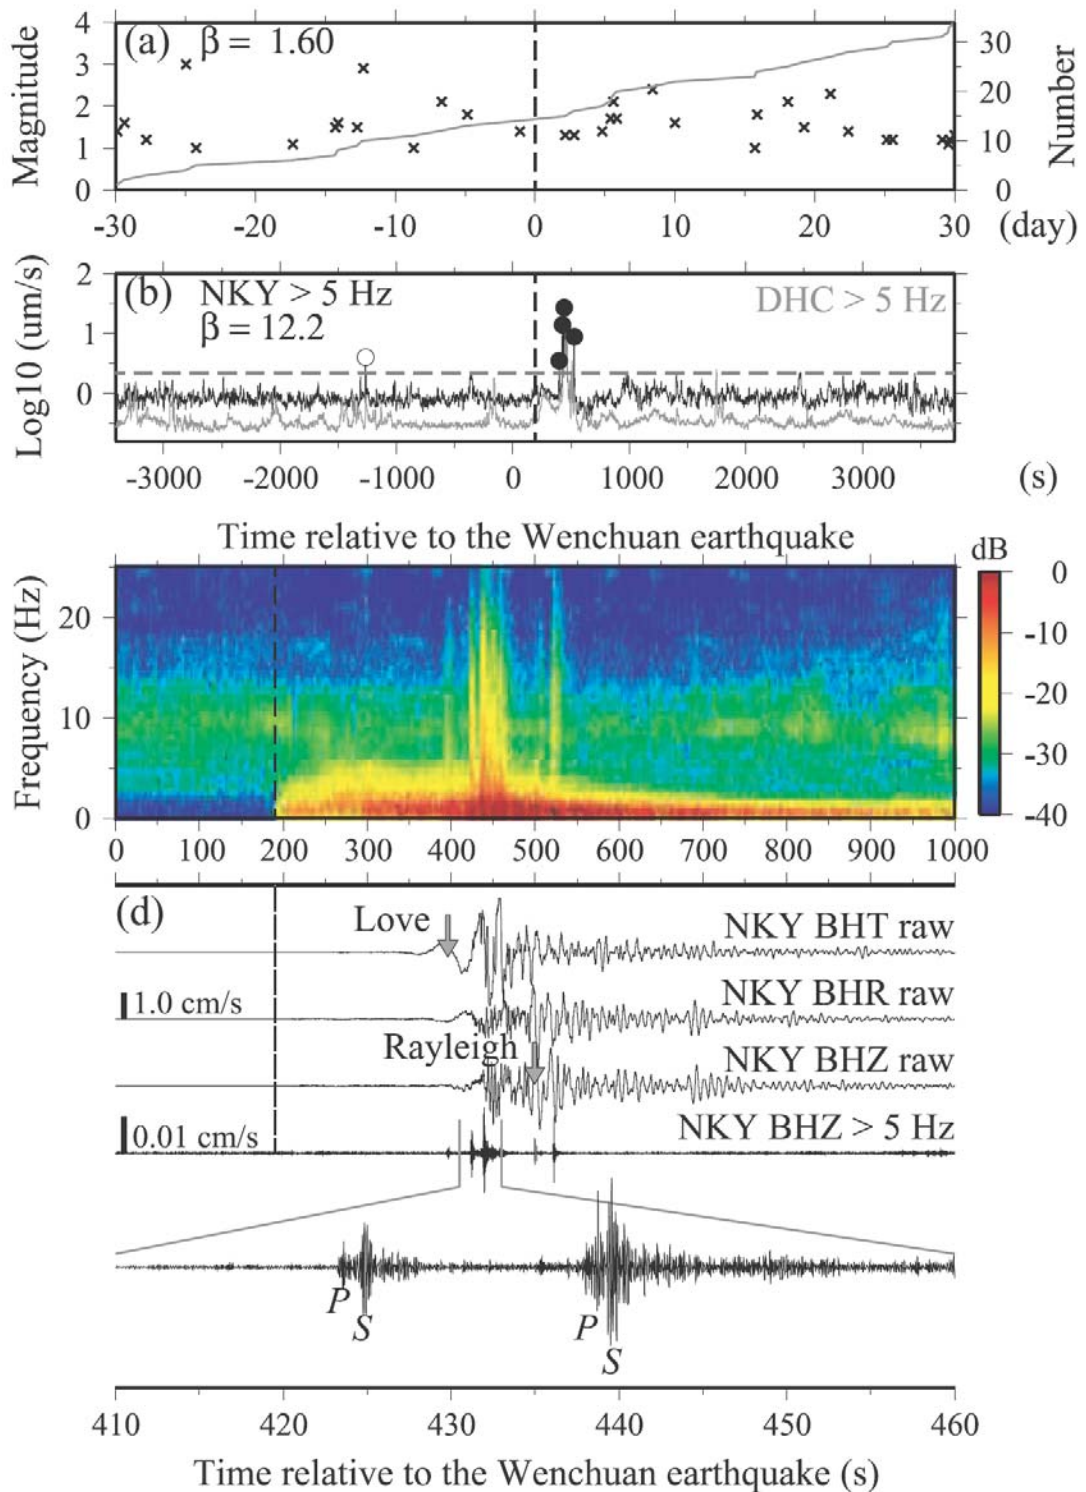 (a) β = 1.60
Magnitude
4
3
2
1
0
Number
30
20
10
0
-30 -20 -10 0 10 20 30 (day)
(b) NKY > 5 Hz DHC > 5 Hz
β = 12.2
Log10 (um/s)
2
1
0
-3000 -2000 -1000 0 1000 2000 3000 (s)
Time relative to the Wenchuan earthquake
dB
Frequency (Hz)
20
10
0
0
-10
-20
-30
-40
0 100 200 300 400 500 600 700 800 900 1000
(d)
Love
NKY BHT raw
1.0 cm/s
NKY BHR raw
Rayleigh
NKY BHZ raw
0.01 cm/s
NKY BHZ > 5 Hz
P
S
P
S
410 420 430 440 450 460
Time relative to the Wenchuan earthquake (s)